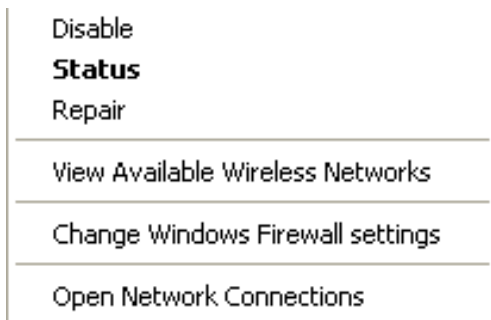 Disable
Status
Repair
View Available Wireless Networks
Change Windows Firewall settings
Open Network Connections